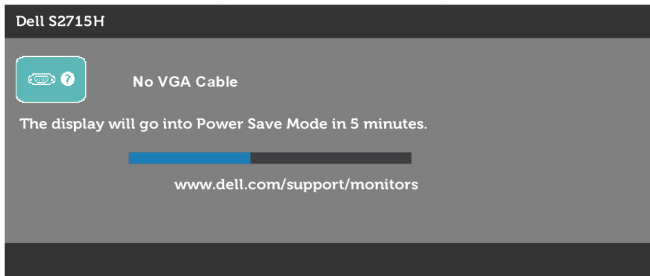 Dell S2715H
?
No VGA Cable
The display will go into Power Save Mode in 5 minutes.
www.dell.com/support/monitors